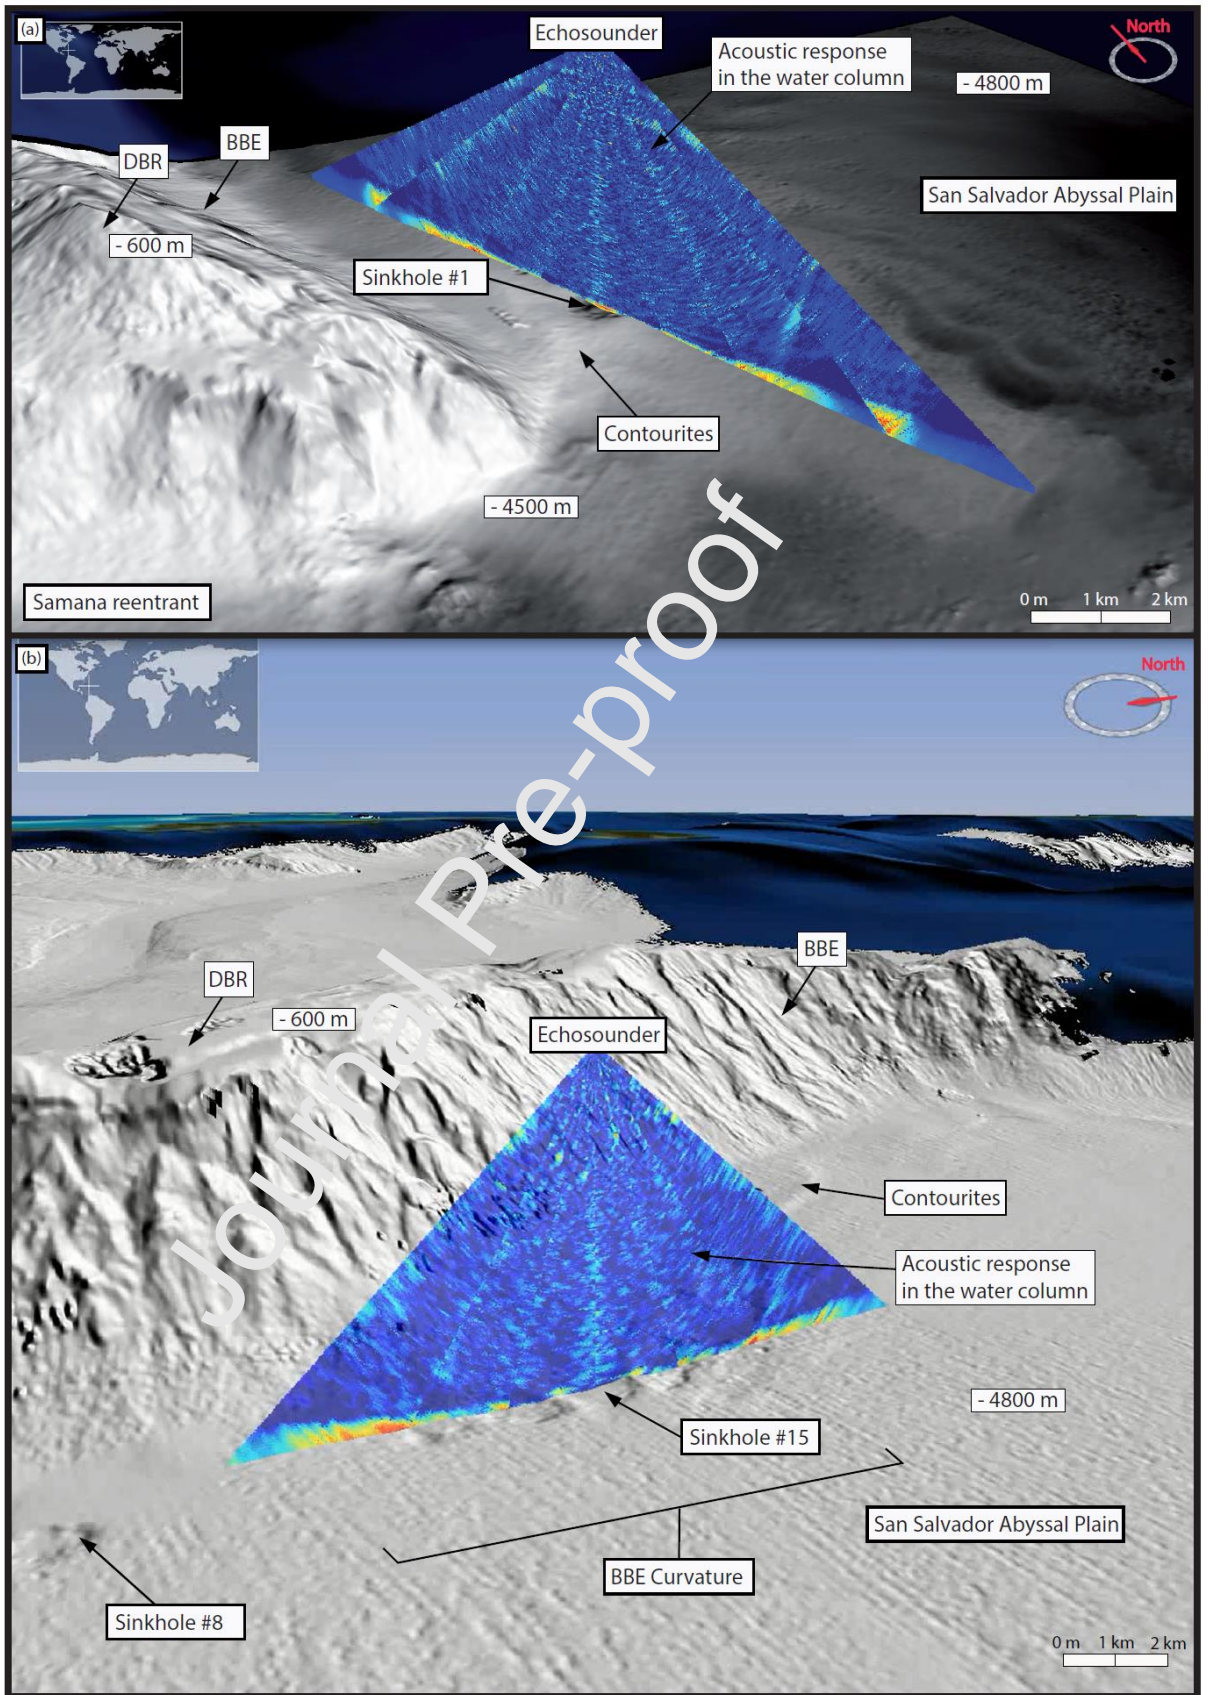 (a)
Echosounder
North
Acoustic response
in the water column
- 4800 m
BBE
DBR
San Salvador Abyssal Plain
- 600 m
Sinkhole #1
Contourites
- 4500 m
Samana reentrant
0 m 1 km 2 km
Journal Pre-proof
(b)
North
BBE
DBR
- 600 m
Echosounder
Contourites
Acoustic response
in the water column
- 4800 m
Sinkhole #15
San Salvador Abyssal Plain
BBE Curvature
Sinkhole #8
0 m 1 km 2 km